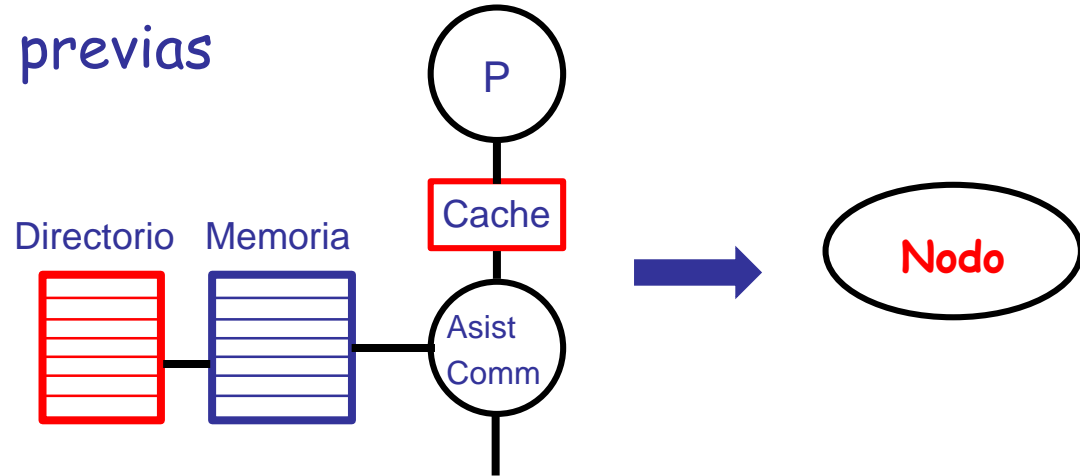 previas
P
Cache
Directorio Memoria
Nodo
Asist
Comm